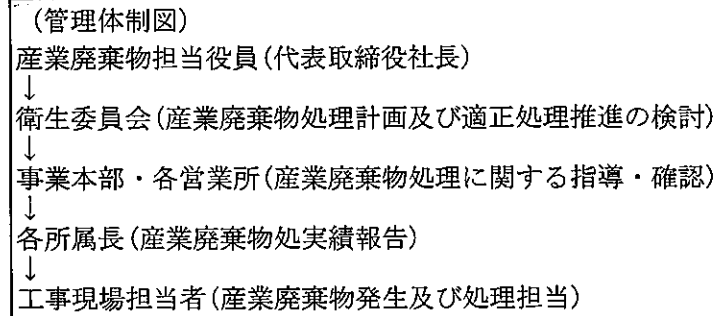 （管理体制図）
産業廃棄物担当役員(代表取締役社長)
↓
衛生委員会(産業廃棄物処理計画及び適正処理推進の検討)
↓
事業本部・各営業所(産業廃棄物処理に関する指導・確認)
↓
各所属長(産業廃棄物処実績報告)
↓
工事現場担当者(産業廃棄物発生及び処理担当)